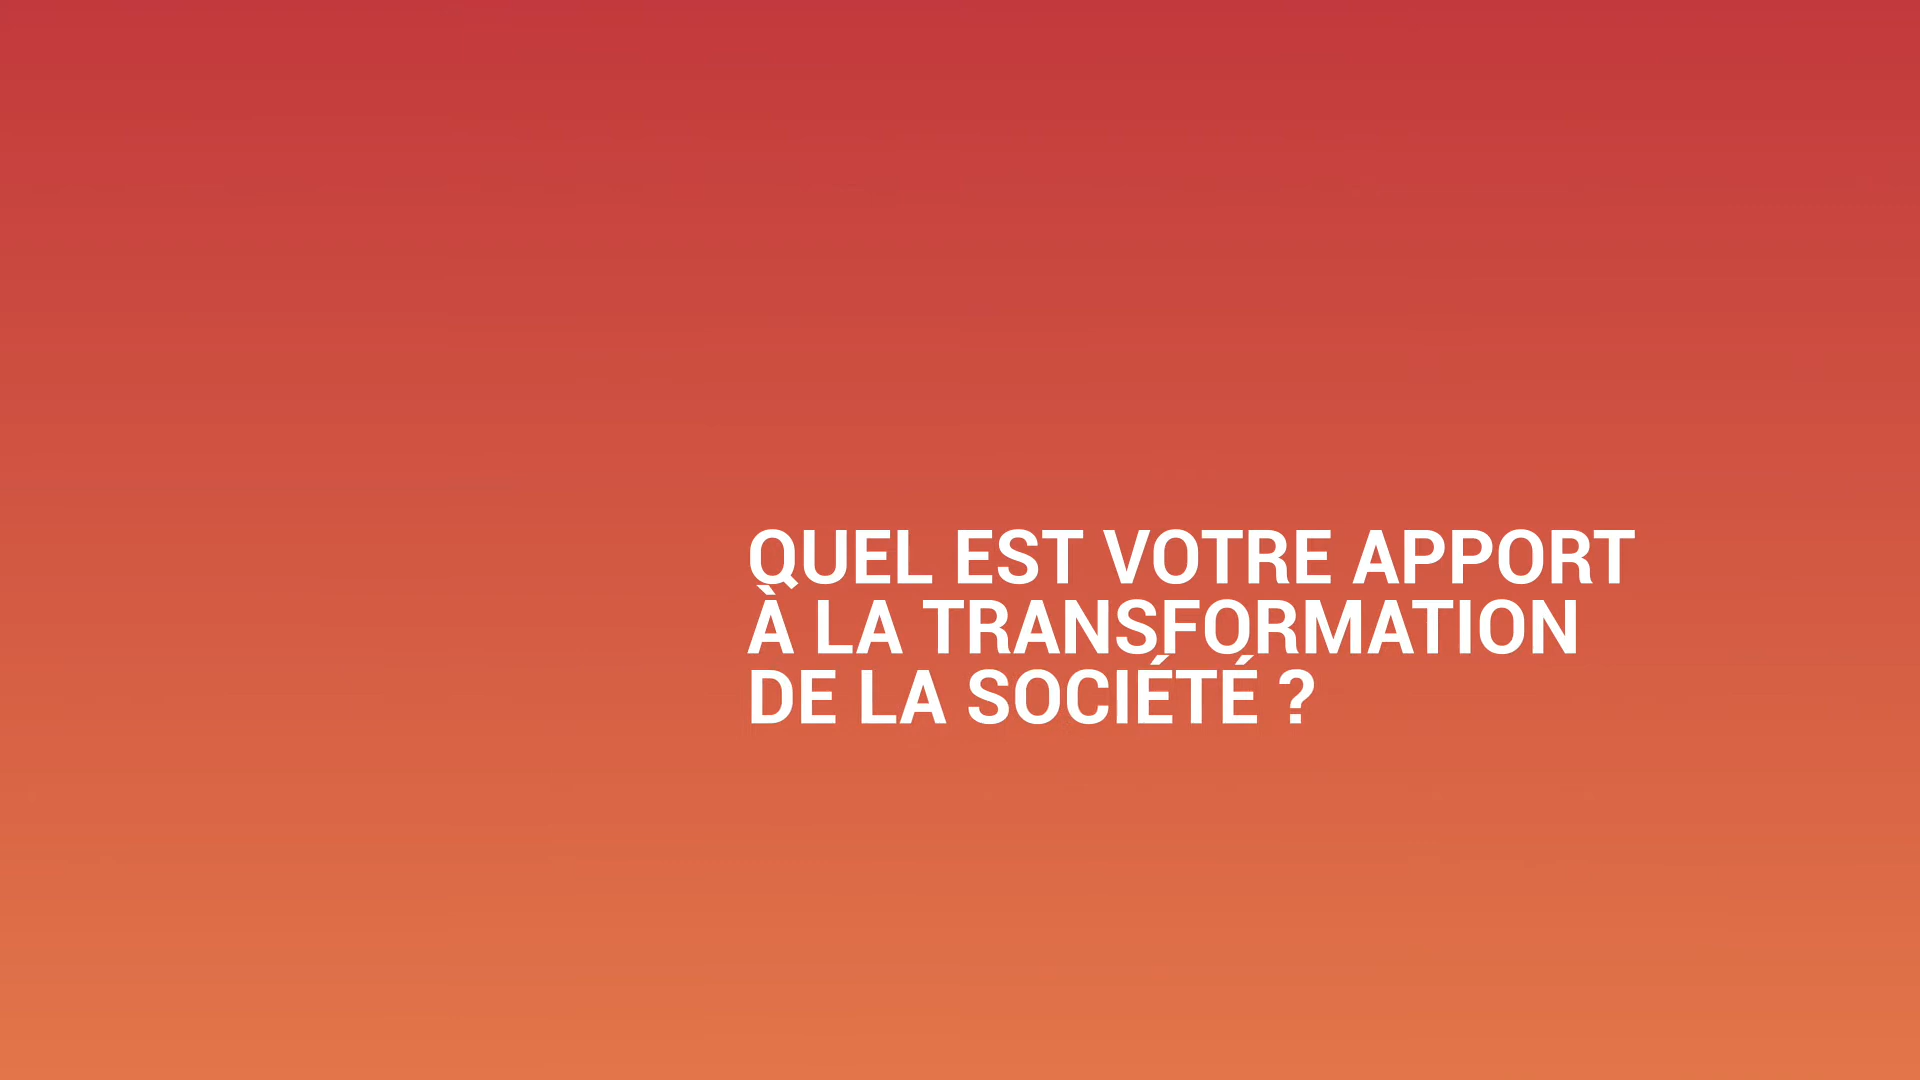 QUEL EST VOTRE APPORT
À LA TRANSFORMATION
DE LA SOCIÉTÉ ?